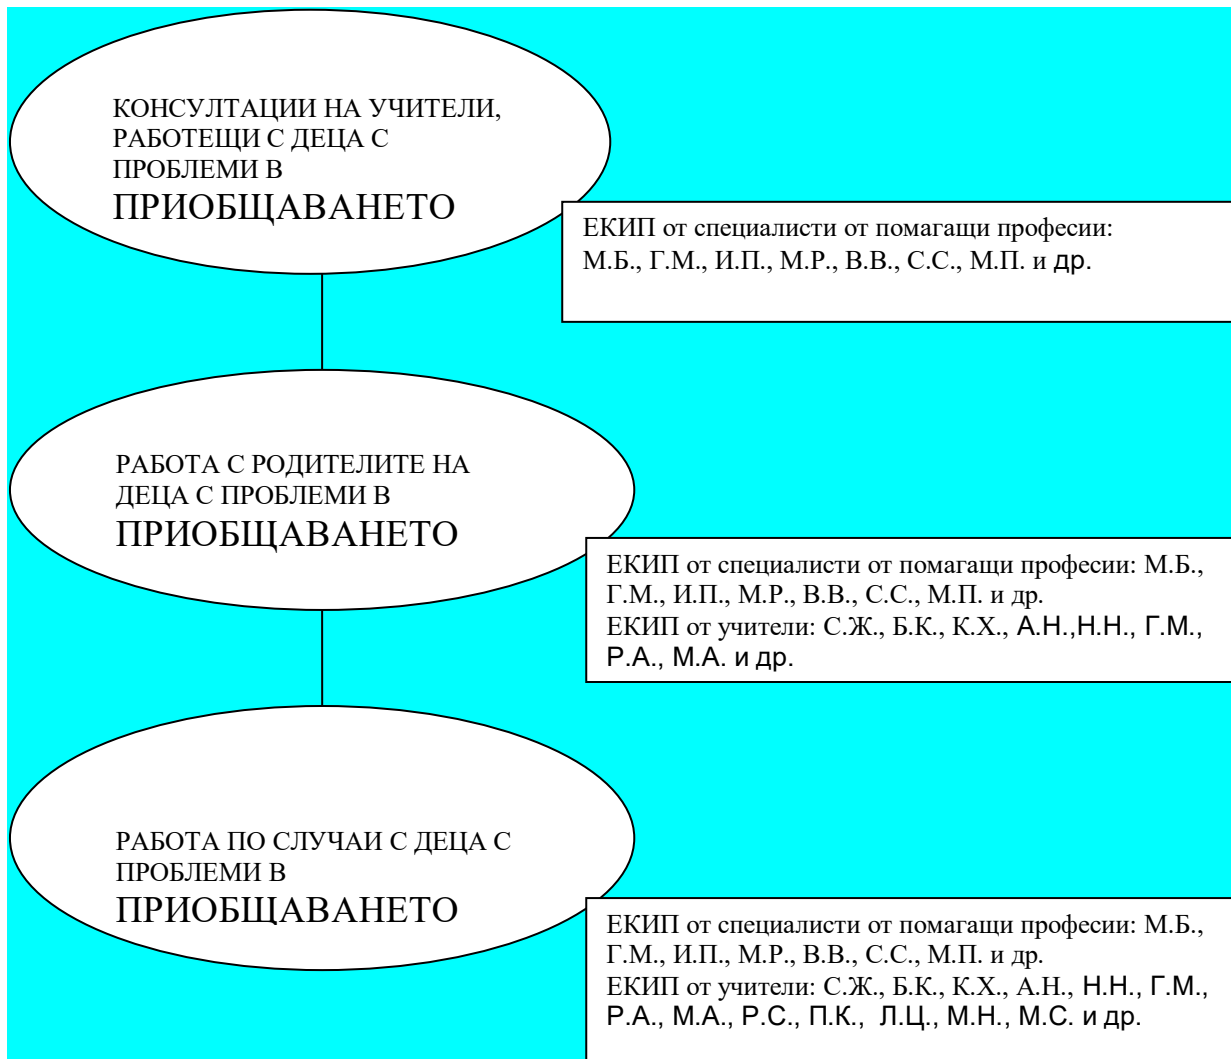 КОНСУЛТАЦИИ НА УЧИТЕЛИ,
РАБОТЕЩИ С ДЕЦА С
ПРОБЛЕМИ В
ПРИОБЩАВАНЕТО
ЕКИП от специалисти от помагащи професии:
М.Б., Г.М., И.П., М.Р., В.В., С.С., М.П. и др.
РАБОТА С РОДИТЕЛИТЕ НА
ДЕЦА С ПРОБЛЕМИ В
ПРИОБЩАВАНЕТО
ЕКИП от специалисти от помагащи професии: М.Б.,
Г.М., И.П., М.Р., В.В., С.С., М.П. и др.
ЕКИП от учители: С.Ж., Б.К., К.Х., А.Н.,Н.Н., Г.М.,
Р.А., М.А. и др.
РАБОТА ПО СЛУЧАИ С ДЕЦА С
ПРОБЛЕМИ В
ПРИОБЩАВАНЕТО
ЕКИП от специалисти от помагащи професии: М.Б.,
Г.М., И.П., М.Р., В.В., С.С., М.П. и др.
ЕКИП от учители: С.Ж., Б.К., К.Х., А.Н., Н.Н., Г.М.,
Р.А., М.А., Р.С., П.К., Л.Ц., М.Н., М.С. и др.